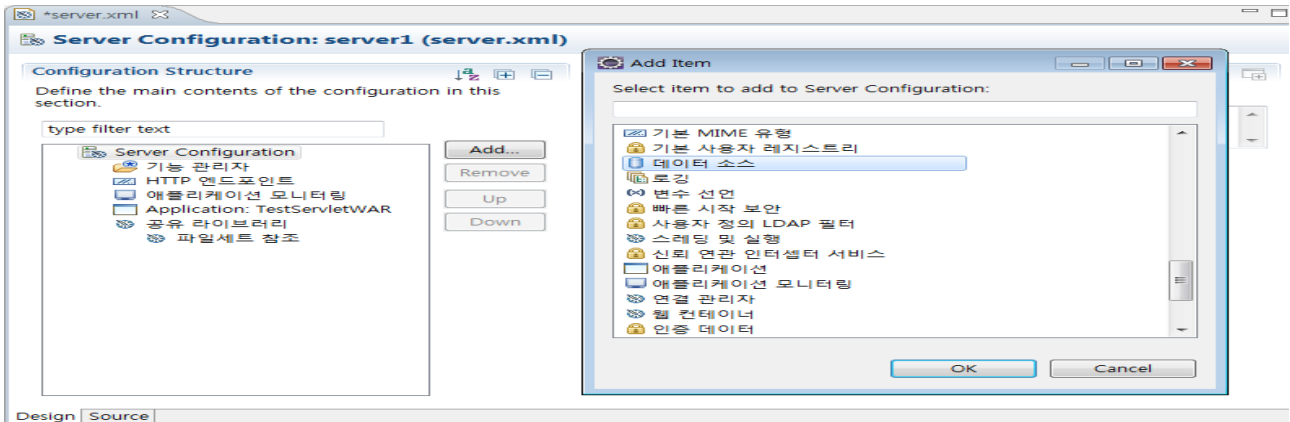 *server.xml
Server Configuration: server1 (server.xml)
Configuration Structure
Define the main contents of the configuration in this
section.
type filter text
Server Configuration
기능 관리자
HTTP 엔드포인트
애플리케이션 모니터링
Application: TestServletWAR
공유 라이브러리
파일세트 참조
Add...
Remove
Up
Down
Design Source
Add Item
Select item to add to Server Configuration:
기본 MIME 유형
기본 사용자 레지스트리
데이터 소스
로깅
변수 선언
빠른 시작 보안
사용자 정의 LDAP 필터
스레딩 및 실행
신뢰 연관 인터셉터 서비스
애플리케이션
애플리케이션 모니터링
연결 관리자
웹 컨테이너
인증 데이터
OK Cancel